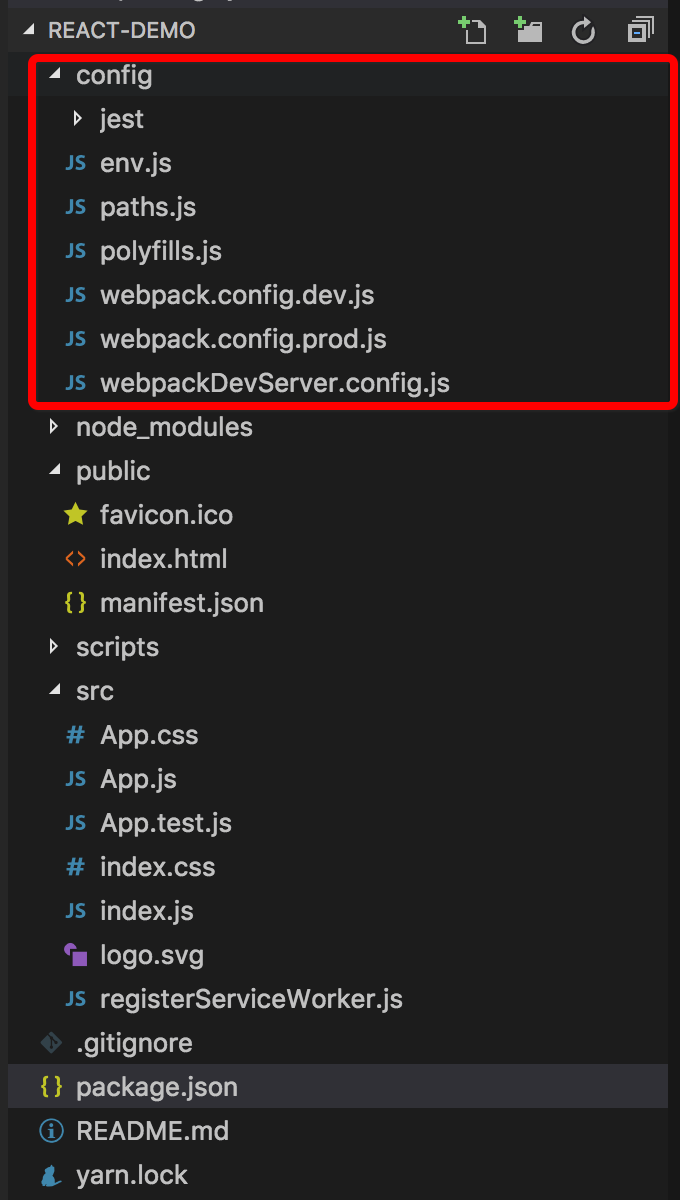 REACT-DEMO
config
jest
JS env.js
JS paths.js
JS polyfills.js
JS webpack.config.dev.js
JS webpack.config.prod.js
JS webpackDevServer.config.js
node_modules
public
favicon.ico
<> index.html
{} manifest.json
scripts
src
# App.css
JS App.js
JS App.test.js
# index.css
JS index.js
logo.svg
JS registerServiceWorker.js
.gitignore
{} package.json
README.md
yarn.lock